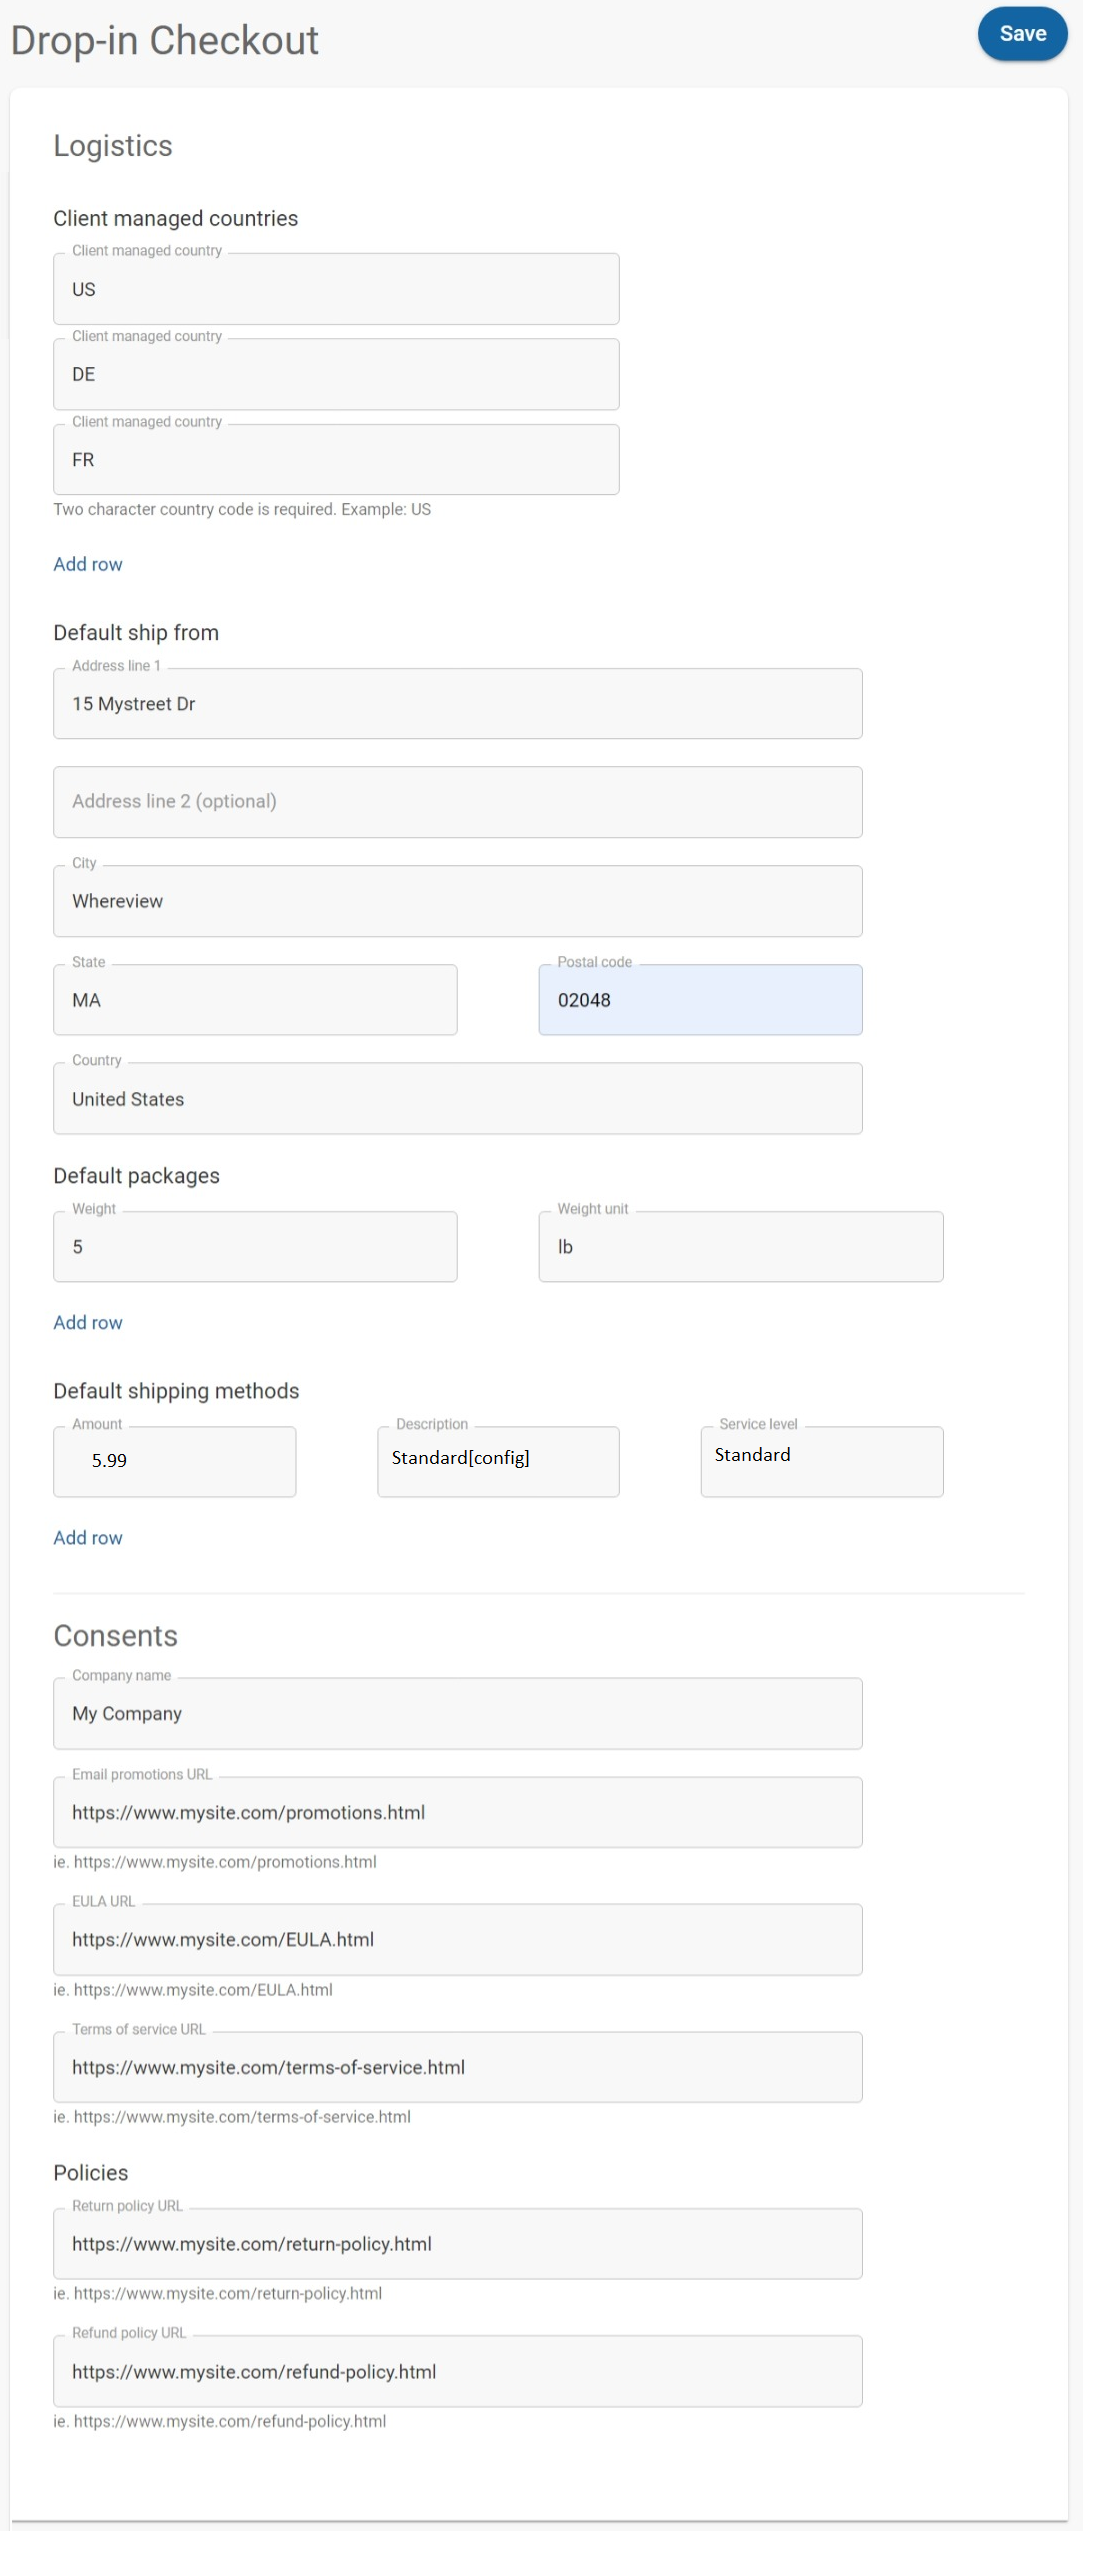 Drop-in Checkout
Save
Logistics
Client managed countries
Client managed country
US
Client managed country
DE
Client managed country
FR
Two character country code is required. Example: US
Add row
Default ship from
Address line 1
15 Mystreet Dr
Address line 2 (optional)
City
Whereview
State
MA
Postal code
02048
Country
United States
Default packages
Weight
5
Weight unit
lb
Add row
Default shipping methods
Amount
5.99
Description
Standard[config]
Service level
Standard
Add row
Consents
Company name
My Company
Email promotions URL
https://www.mysite.com/promotions.html
ie. https://www.mysite.com/promotions.html
EULA URL
https://www.mysite.com/EULA.html
ie. https://www.mysite.com/EULA.html
Terms of service URL
https://www.mysite.com/terms-of-service.html
ie. https://www.mysite.com/terms-of-service.html
Policies
Return policy URL
https://www.mysite.com/return-policy.html
ie. https://www.mysite.com/return-policy.html
Refund policy URL
https://www.mysite.com/refund-policy.html
ie. https://www.mysite.com/refund-policy.html